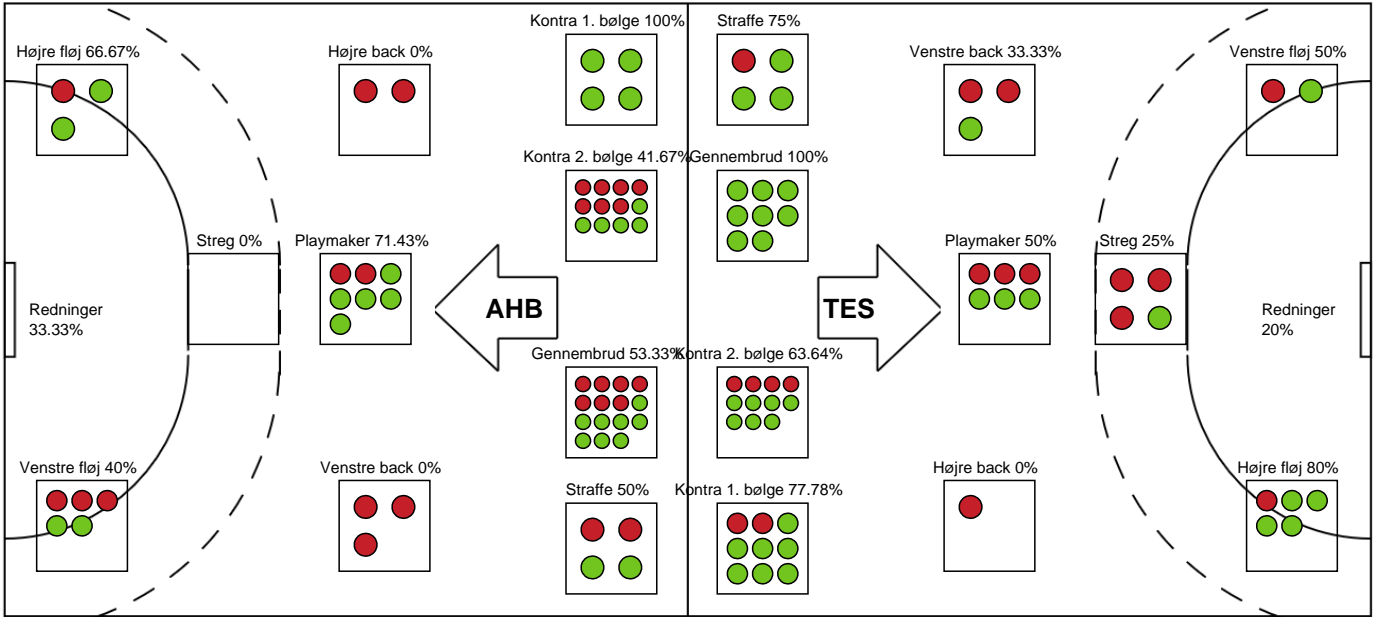 Kontra 1. bølge 100%
Straffe 75%
Højre fløj 66.67%
Højre back 0%
Venstre back 33.33%
Venstre fløj 50%
Kontra 2. bølge 41.67%
Gennembrud 100%
Streg 0%
Playmaker 71.43%
Playmaker 50%
Streg 25%
Redninger
33.33%
AHB
TES
Redninger
20%
Gennembrud 53.33%
Kontra 2. bølge 63.64%
Venstre fløj 40%
Venstre back 0%
Højre back 0%
Højre fløj 80%
Straffe 50%
Kontra 1. bølge 77.78%